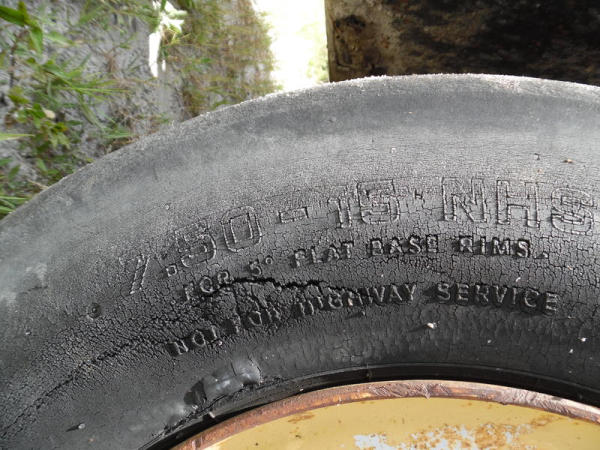 7.50-15 NHS
FOR 5° FLAT BASE RIMS.
NOT FOR HIGHWAY SERVICE